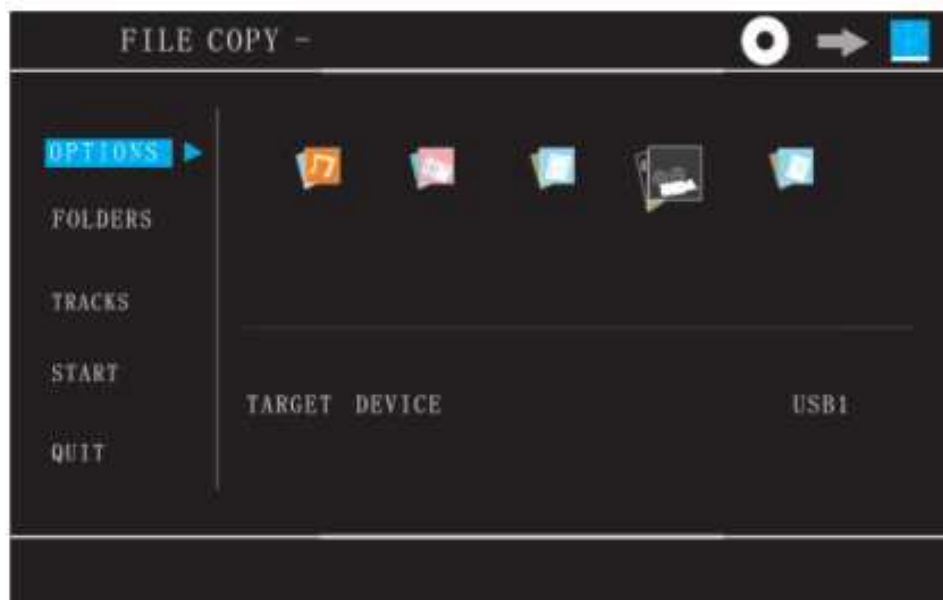 FILE COPY -
OPTIONS
FOLDERS
TRACKS
START
QUIT
TARGET DEVICE USB1